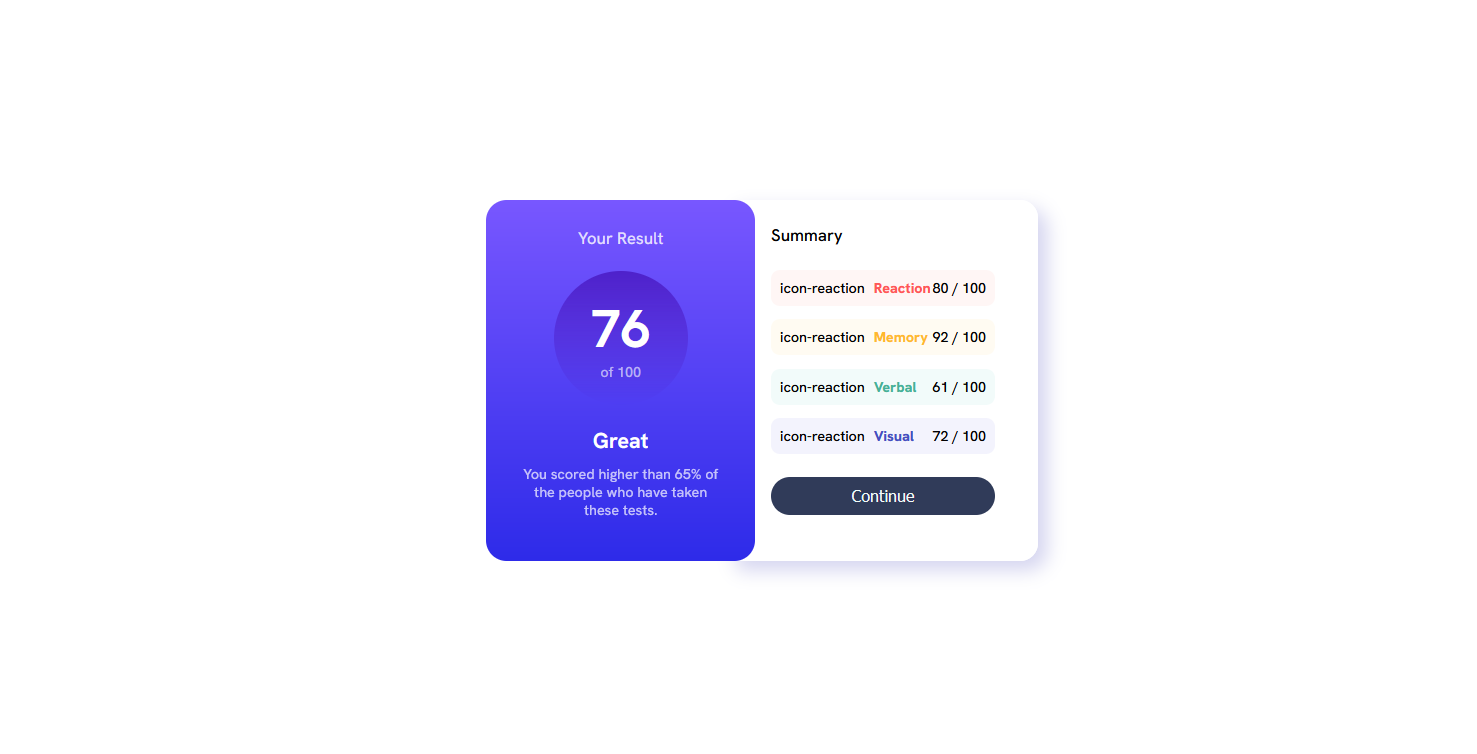 Your Result
76
of 100
Great
You scored higher than 65% of
the people who have taken
these tests.
Summary
icon-reaction Reaction 80 / 100
icon-reaction Memory 92 / 100
icon-reaction Verbal 61 / 100
icon-reaction Visual 72 / 100
Continue